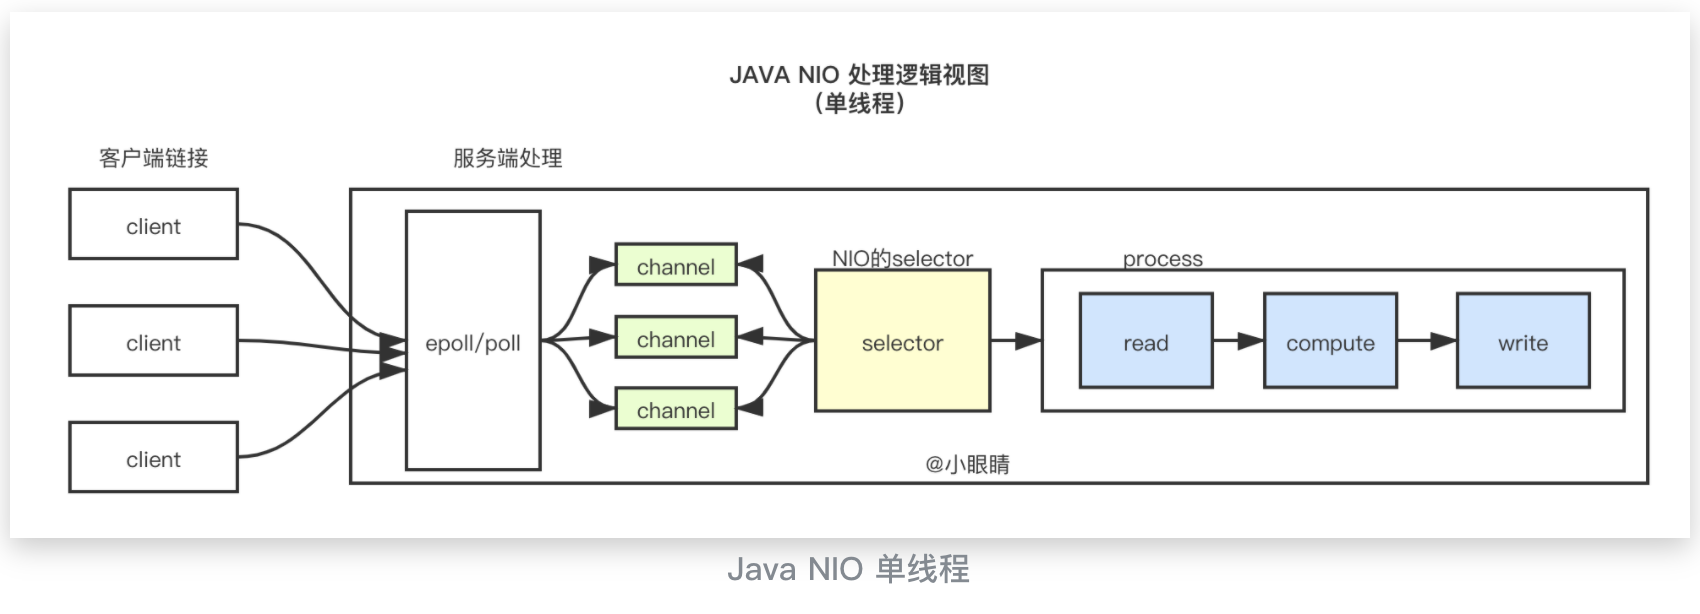 JAVA NIO 处理逻辑视图
（单线程）
客户端链接
服务端处理
client
client
client
epoll/poll
channel
channel
channel
NIO的selector
selector
process
read
compute
write
@小眼睛
Java NIO 单线程